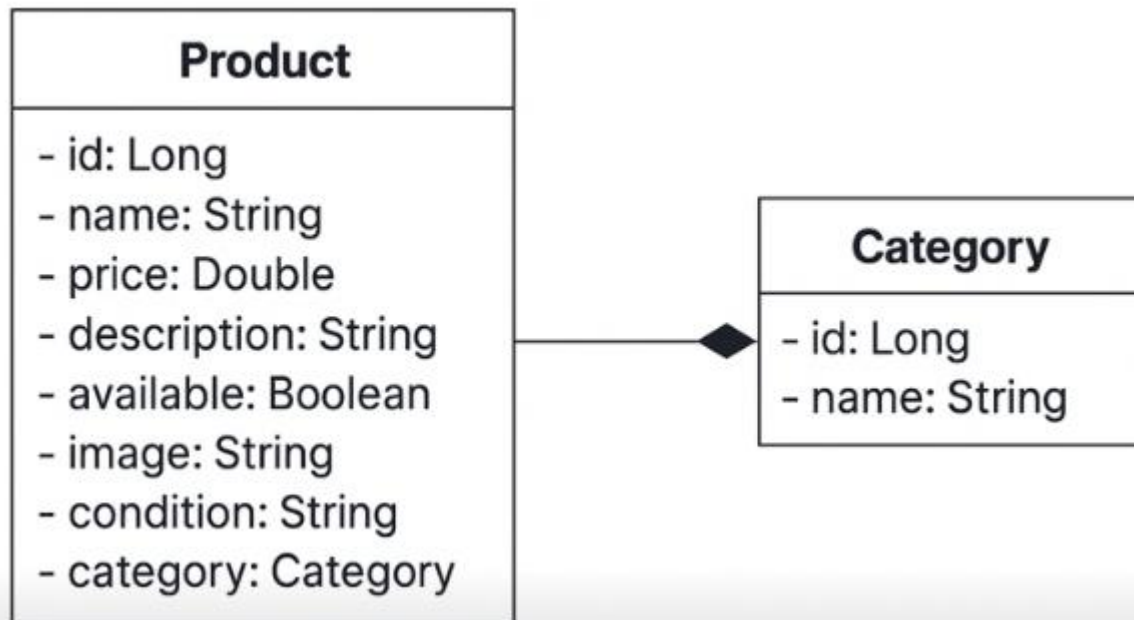 Product
- id: Long
- name: String
- price: Double
- description: String
- available: Boolean
- image: String
- condition: String
- category: Category
Category
- id: Long
- name: String